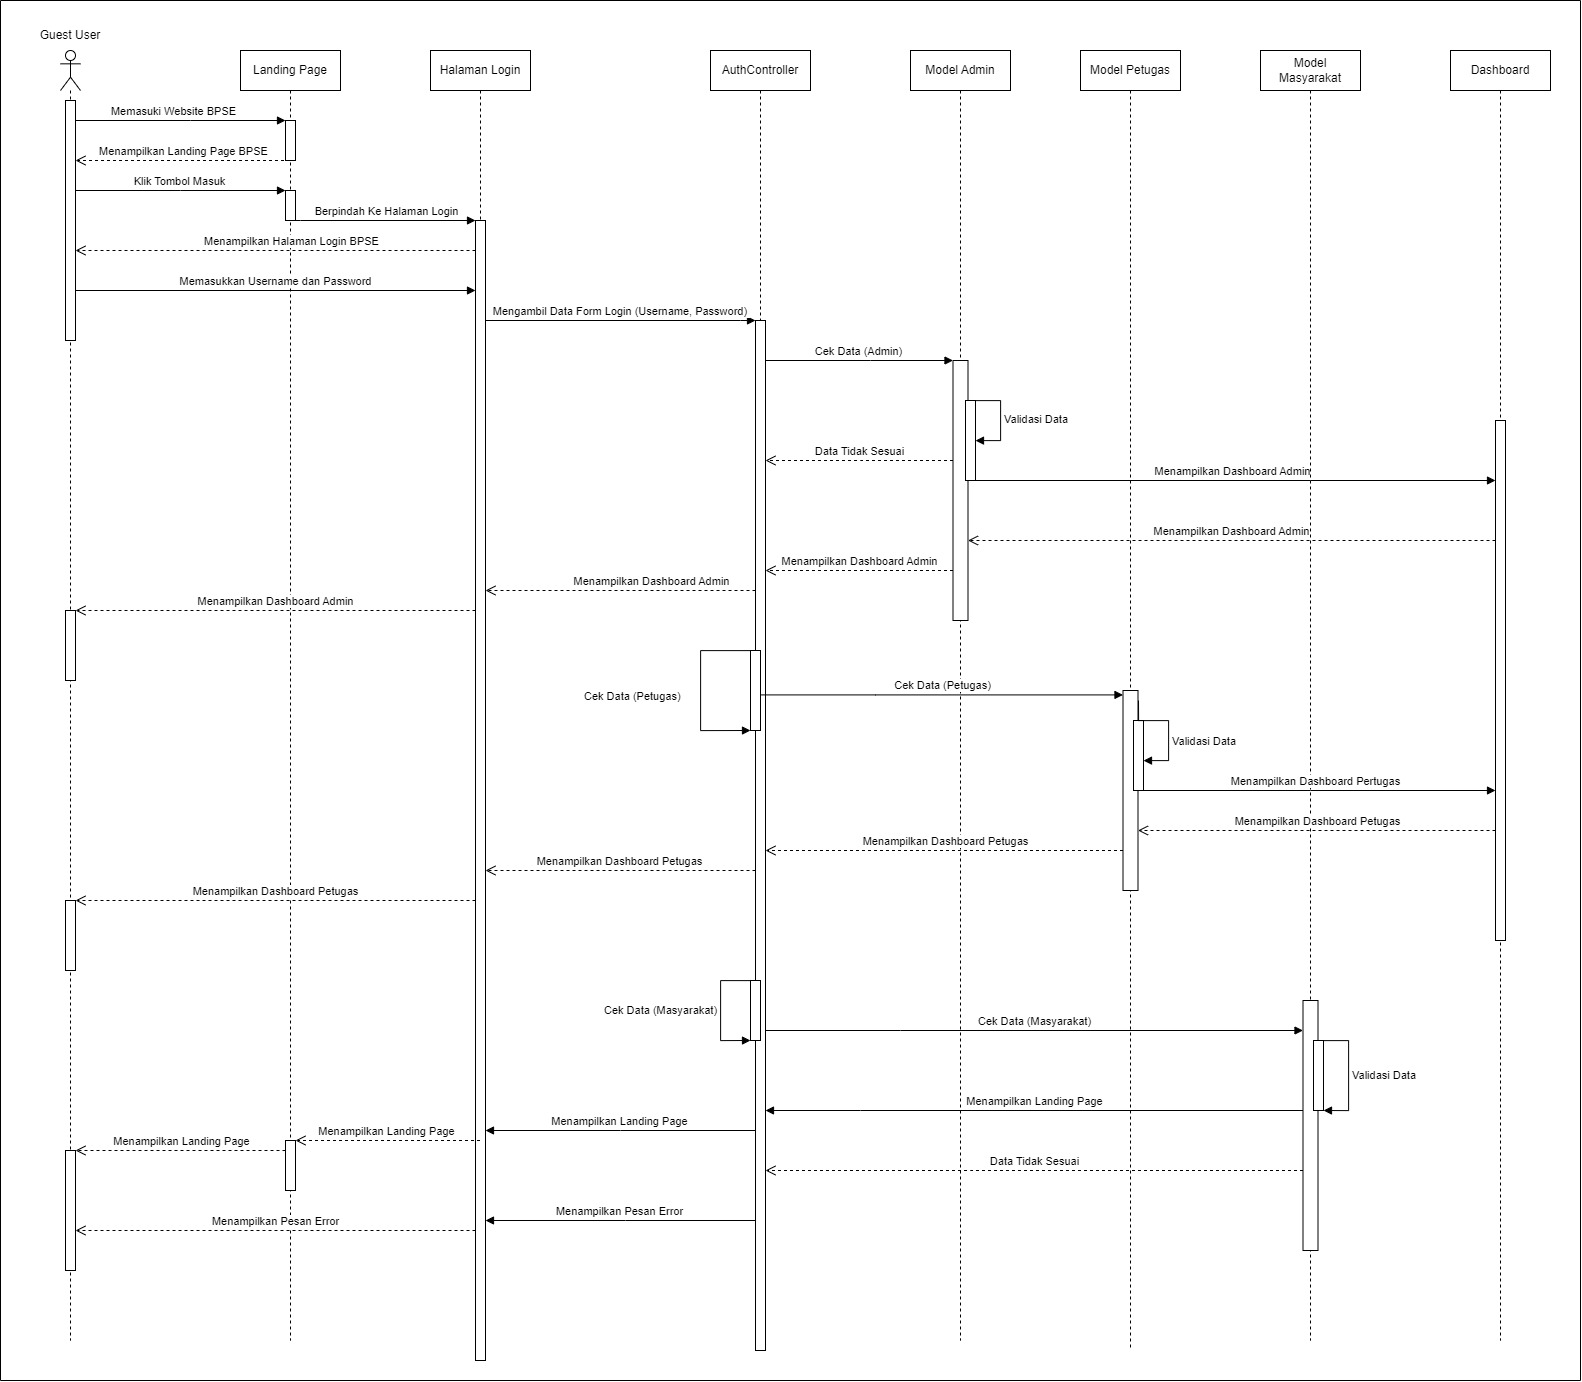 Guest User
Landing Page
Halaman Login
AuthController
Model Admin
Model Petugas
Model
Masyarakat
Dashboard
Memasuki Website BPSE
Menampilkan Landing Page BPSE
Klik Tombol Masuk
Berpindah Ke Halaman Login
Menampilkan Halaman Login BPSE
Memasukkan Username dan Password
Mengambil Data Form Login (Username, Password)
Cek Data (Admin)
Validasi Data
Data Tidak Sesuai
Menampilkan Dashboard Admin
Menampilkan Dashboard Admin
Menampilkan Dashboard Admin
Menampilkan Dashboard Admin
Menampilkan Dashboard Admin
Cek Data (Petugas)
Cek Data (Petugas)
Validasi Data
Menampilkan Dashboard Pertugas
Menampilkan Dashboard Petugas
Menampilkan Dashboard Petugas
Menampilkan Dashboard Petugas
Menampilkan Dashboard Petugas
Cek Data (Masyarakat)
Cek Data (Masyarakat)
Validasi Data
Menampilkan Landing Page
Menampilkan Landing Page
Menampilkan Landing Page
Menampilkan Landing Page
Data Tidak Sesuai
Menampilkan Pesan Error
Menampilkan Pesan Error